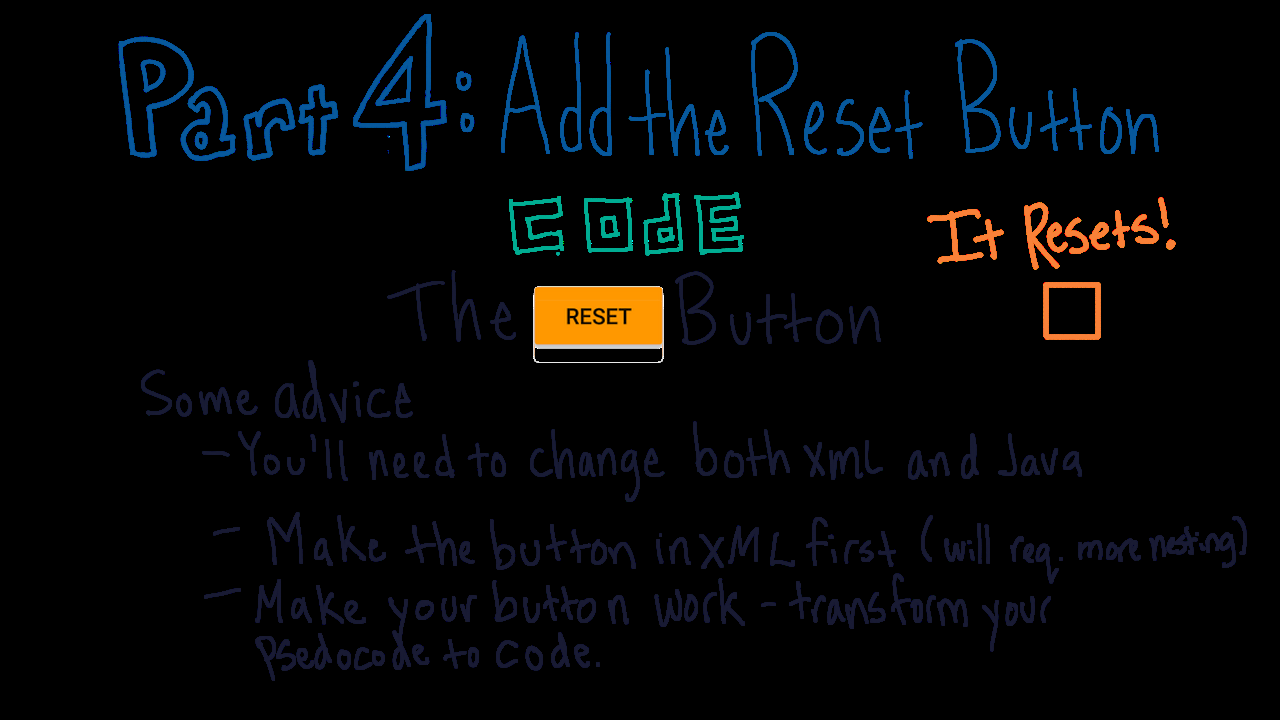 Part 4: Add the Reset Button
CODE
It Resets!
The RESET Button
Some advice
- You'll need to change both XML and Java
- Make the button in XML first (will req. more nesting)
- Make your button work - transform your
Psedocode to code.